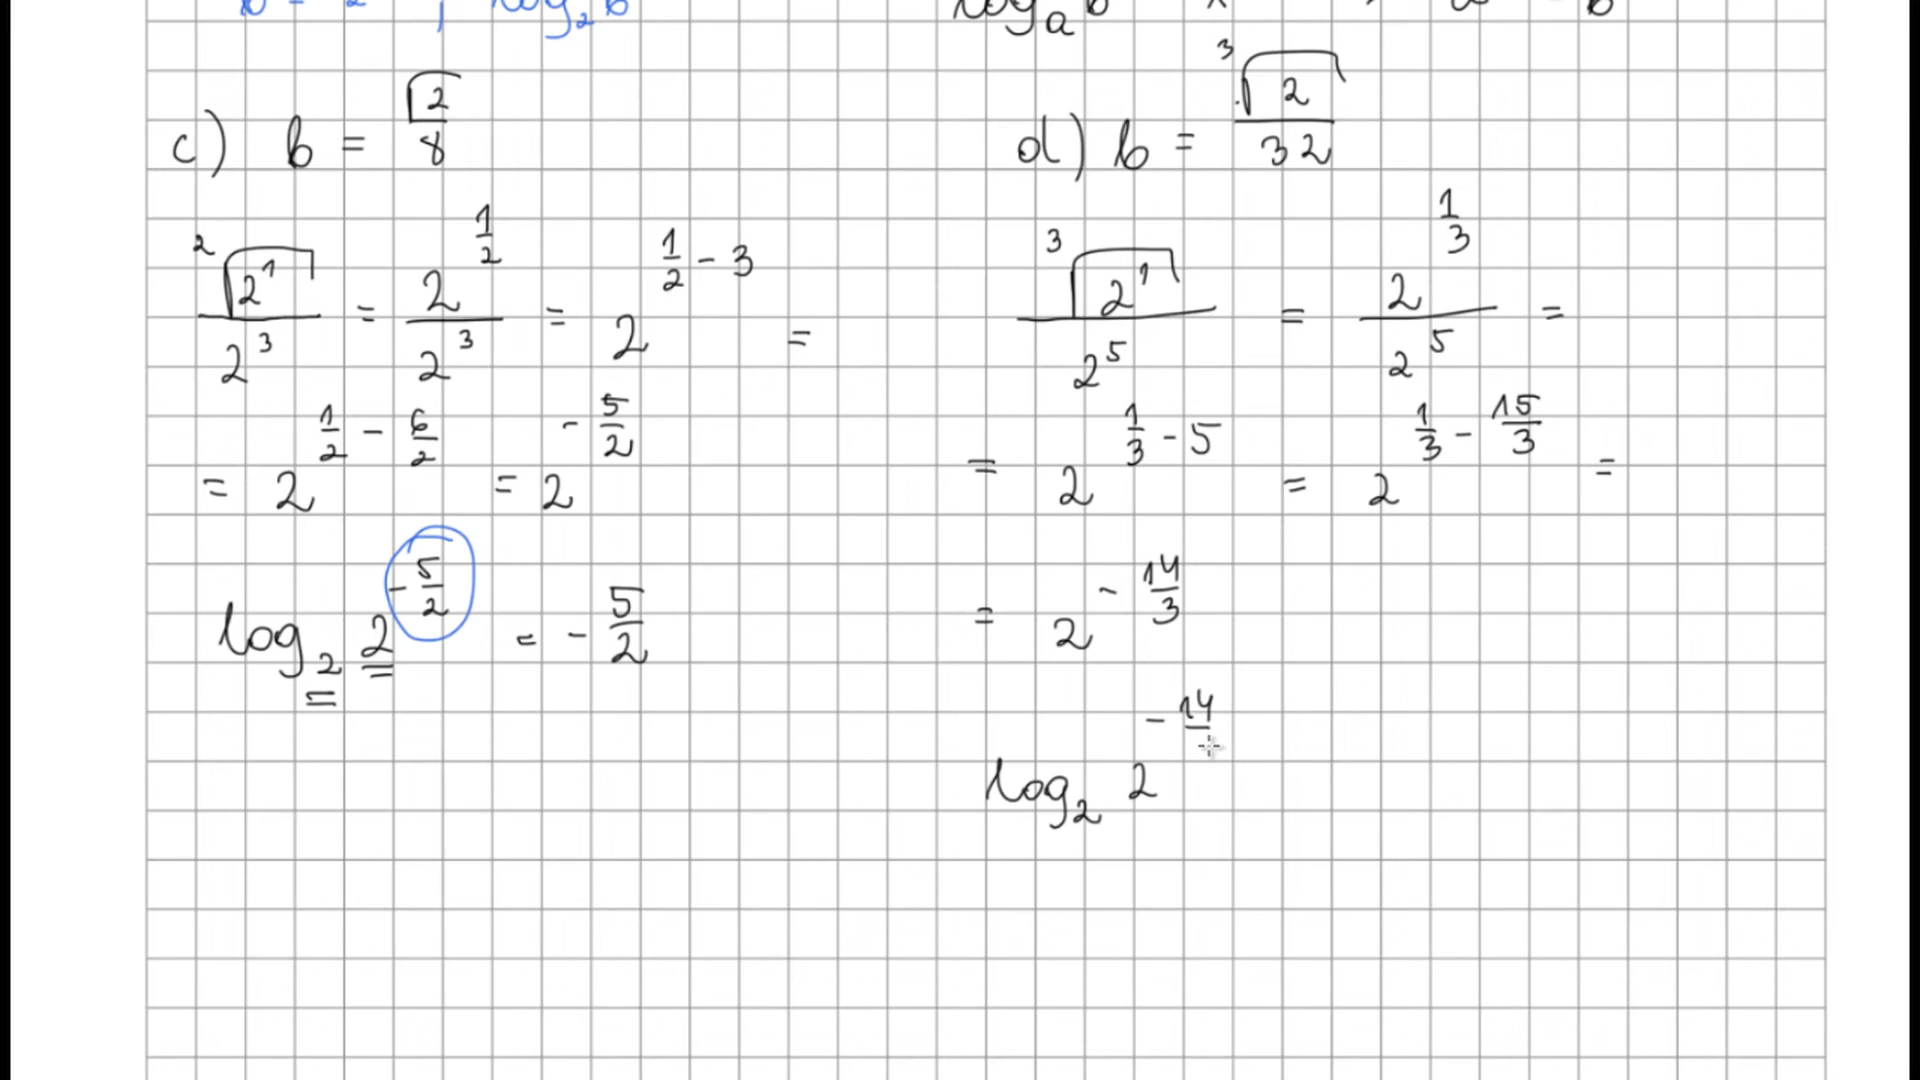 log_a b
c) b = √2/8
²√(2¹)/2³ = 2^(1/2)/2³ = 2^(1/2 - 3) =
= 2^(1/2 - 6/2) = 2^(-5/2)
log₂ 2^(-5/2) = -5/2
d) b = ³√2/32
³√(2¹)/2⁵ = 2^(1/3)/2⁵ =
= 2^(1/3 - 5) = 2^(1/3 - 15/3) =
= 2^(-14/3)
log₂ 2^(-14/